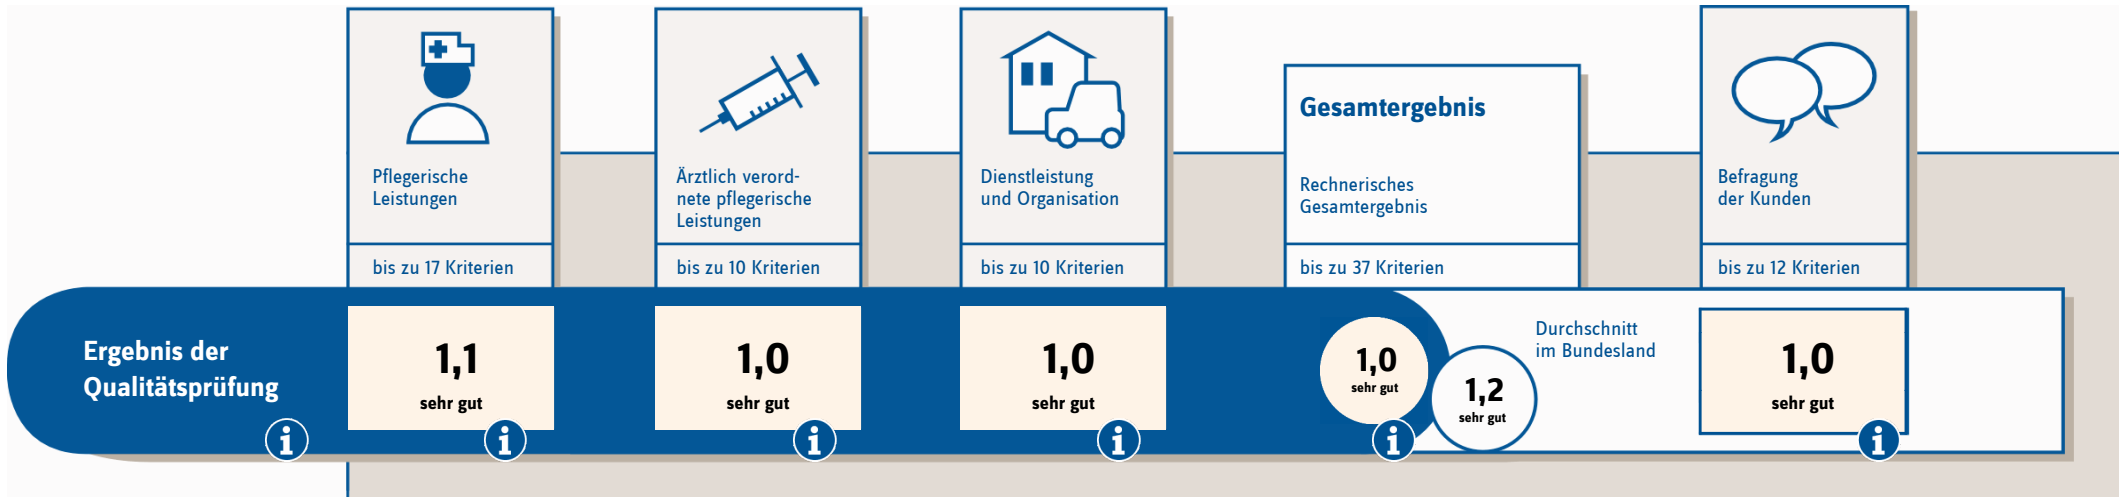 Pflegerische
Leistungen
bis zu 17 Kriterien
Ärztlich verord-
nete pflegerische
Leistungen
bis zu 10 Kriterien
Dienstleistung
und Organisation
bis zu 10 Kriterien
Gesamtergebnis
Rechnerisches
Gesamtergebnis
bis zu 37 Kriterien
Befragung
der Kunden
bis zu 12 Kriterien
Ergebnis der
Qualitätsprüfung
i
1,1
sehr gut
i
1,0
sehr gut
i
1,0
sehr gut
i
1,0
sehr gut
i
1,2
sehr gut
Durchschnitt
im Bundesland
1,0
sehr gut
i